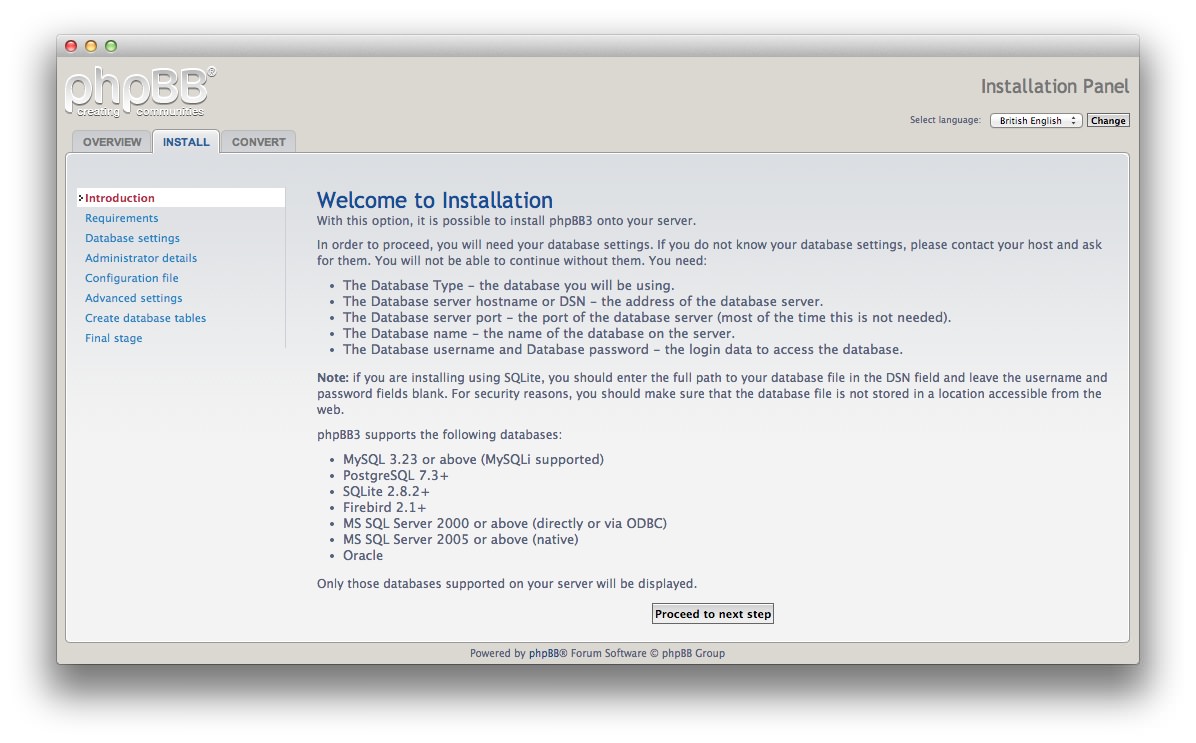 phpBB®
creating communities
Installation Panel
Select language: British English Change
OVERVIEW INSTALL CONVERT
Introduction
Requirements
Database settings
Administrator details
Configuration file
Advanced settings
Create database tables
Final stage
Welcome to Installation
With this option, it is possible to install phpBB3 onto your server.
In order to proceed, you will need your database settings. If you do not know your database settings, please contact your host and ask
for them. You will not be able to continue without them. You need:
• The Database Type – the database you will be using.
• The Database server hostname or DSN – the address of the database server.
• The Database server port – the port of the database server (most of the time this is not needed).
• The Database name – the name of the database on the server.
• The Database username and Database password – the login data to access the database.
Note: if you are installing using SQLite, you should enter the full path to your database file in the DSN field and leave the username and
password fields blank. For security reasons, you should make sure that the database file is not stored in a location accessible from the
web.
phpBB3 supports the following databases:
• MySQL 3.23 or above (MySQLi supported)
• PostgreSQL 7.3+
• SQLite 2.8.2+
• Firebird 2.1+
• MS SQL Server 2000 or above (directly or via ODBC)
• MS SQL Server 2005 or above (native)
• Oracle
Only those databases supported on your server will be displayed.
Proceed to next step
Powered by phpBB® Forum Software © phpBB Group